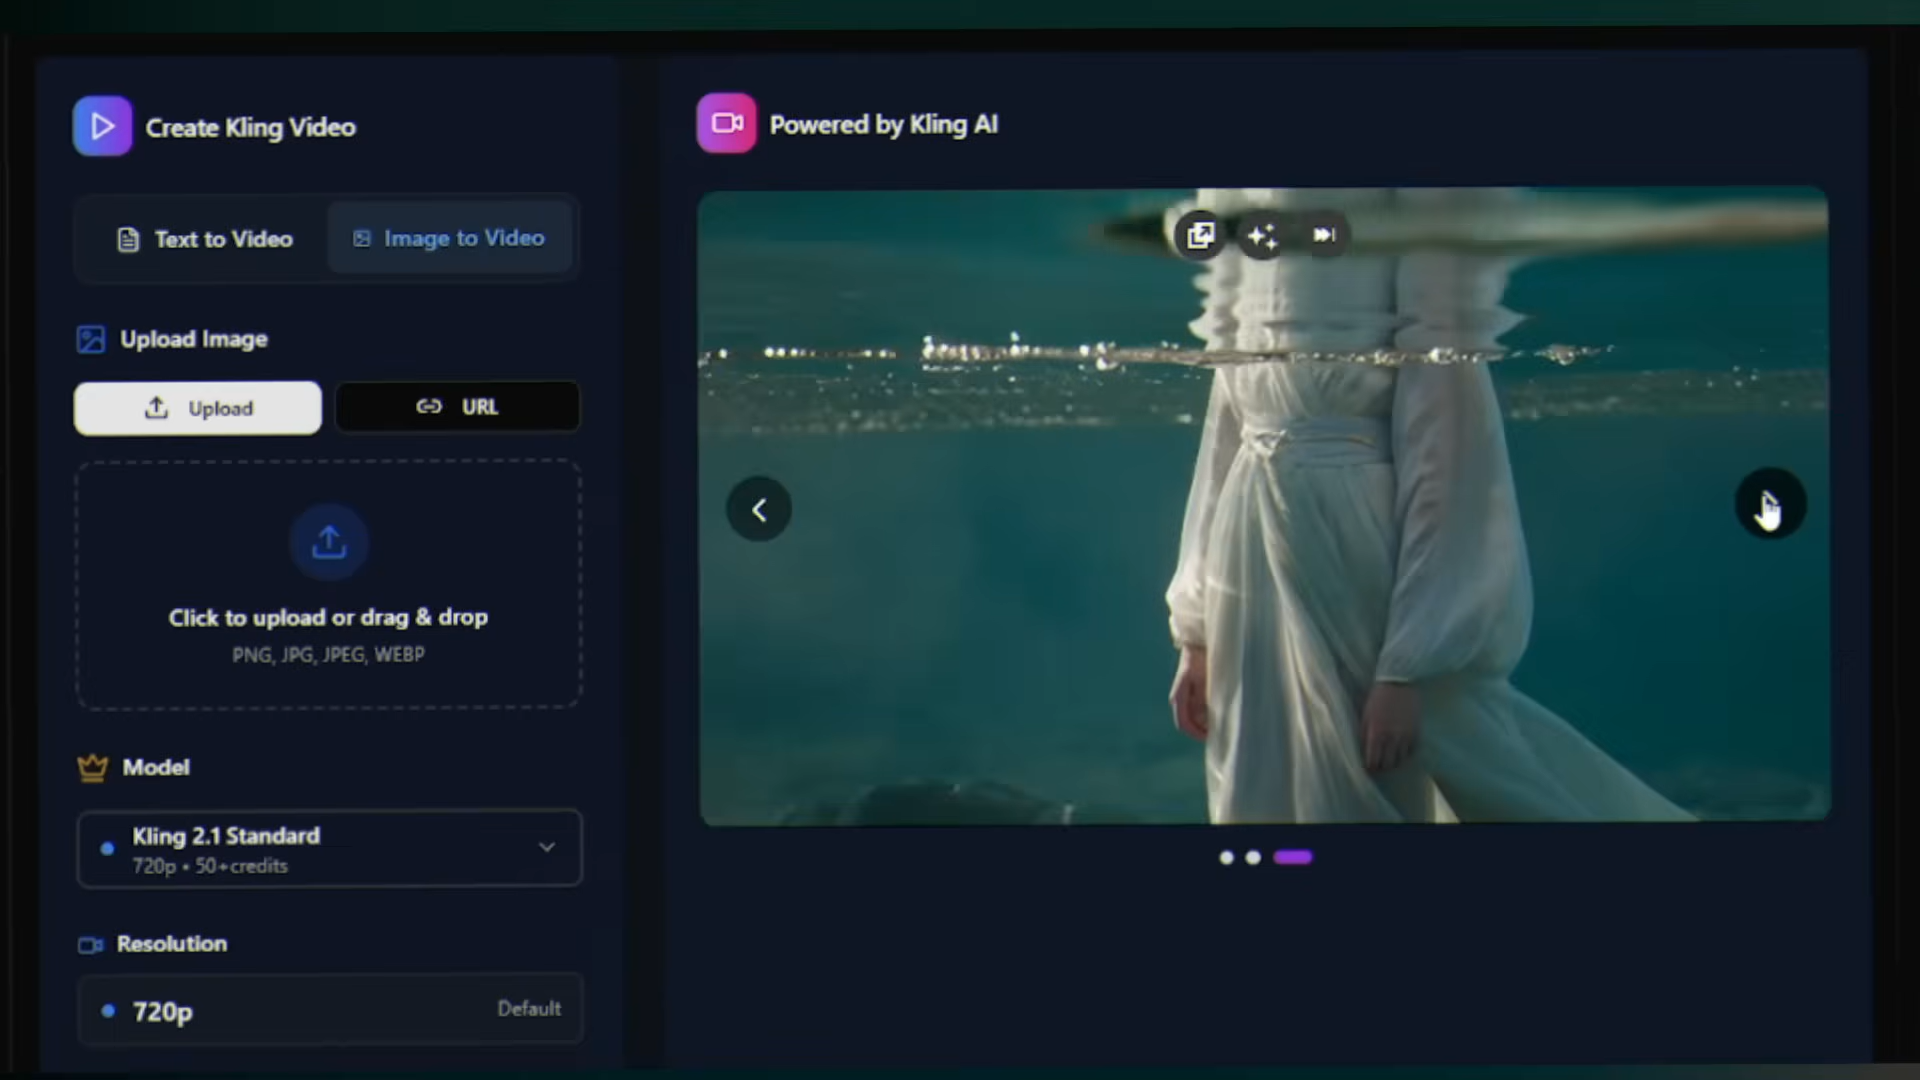 Create Kling Video
Text to Video
Image to Video
Upload Image
Upload
URL
Click to upload or drag & drop
PNG, JPG, JPEG, WEBP
Model
Kling 2.1 Standard
720p • 50+credits
Resolution
720p
Default
Powered by Kling AI